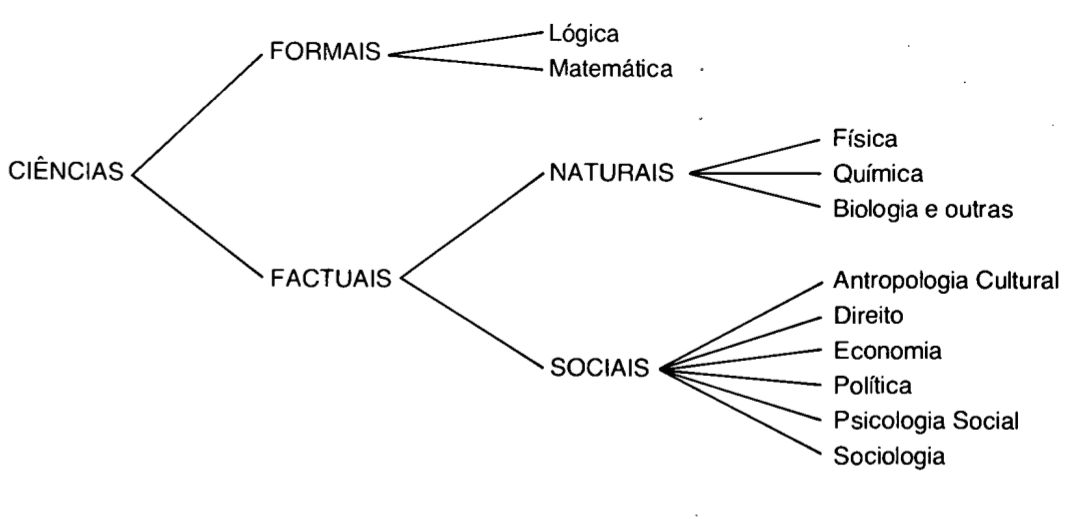 FORMAIS
Lógica
Matemática
CIÊNCIAS
NATURAIS
Física
Química
Biologia e outras
FACTUAIS
SOCIAIS
Antropologia Cultural
Direito
Economia
Política
Psicologia Social
Sociologia